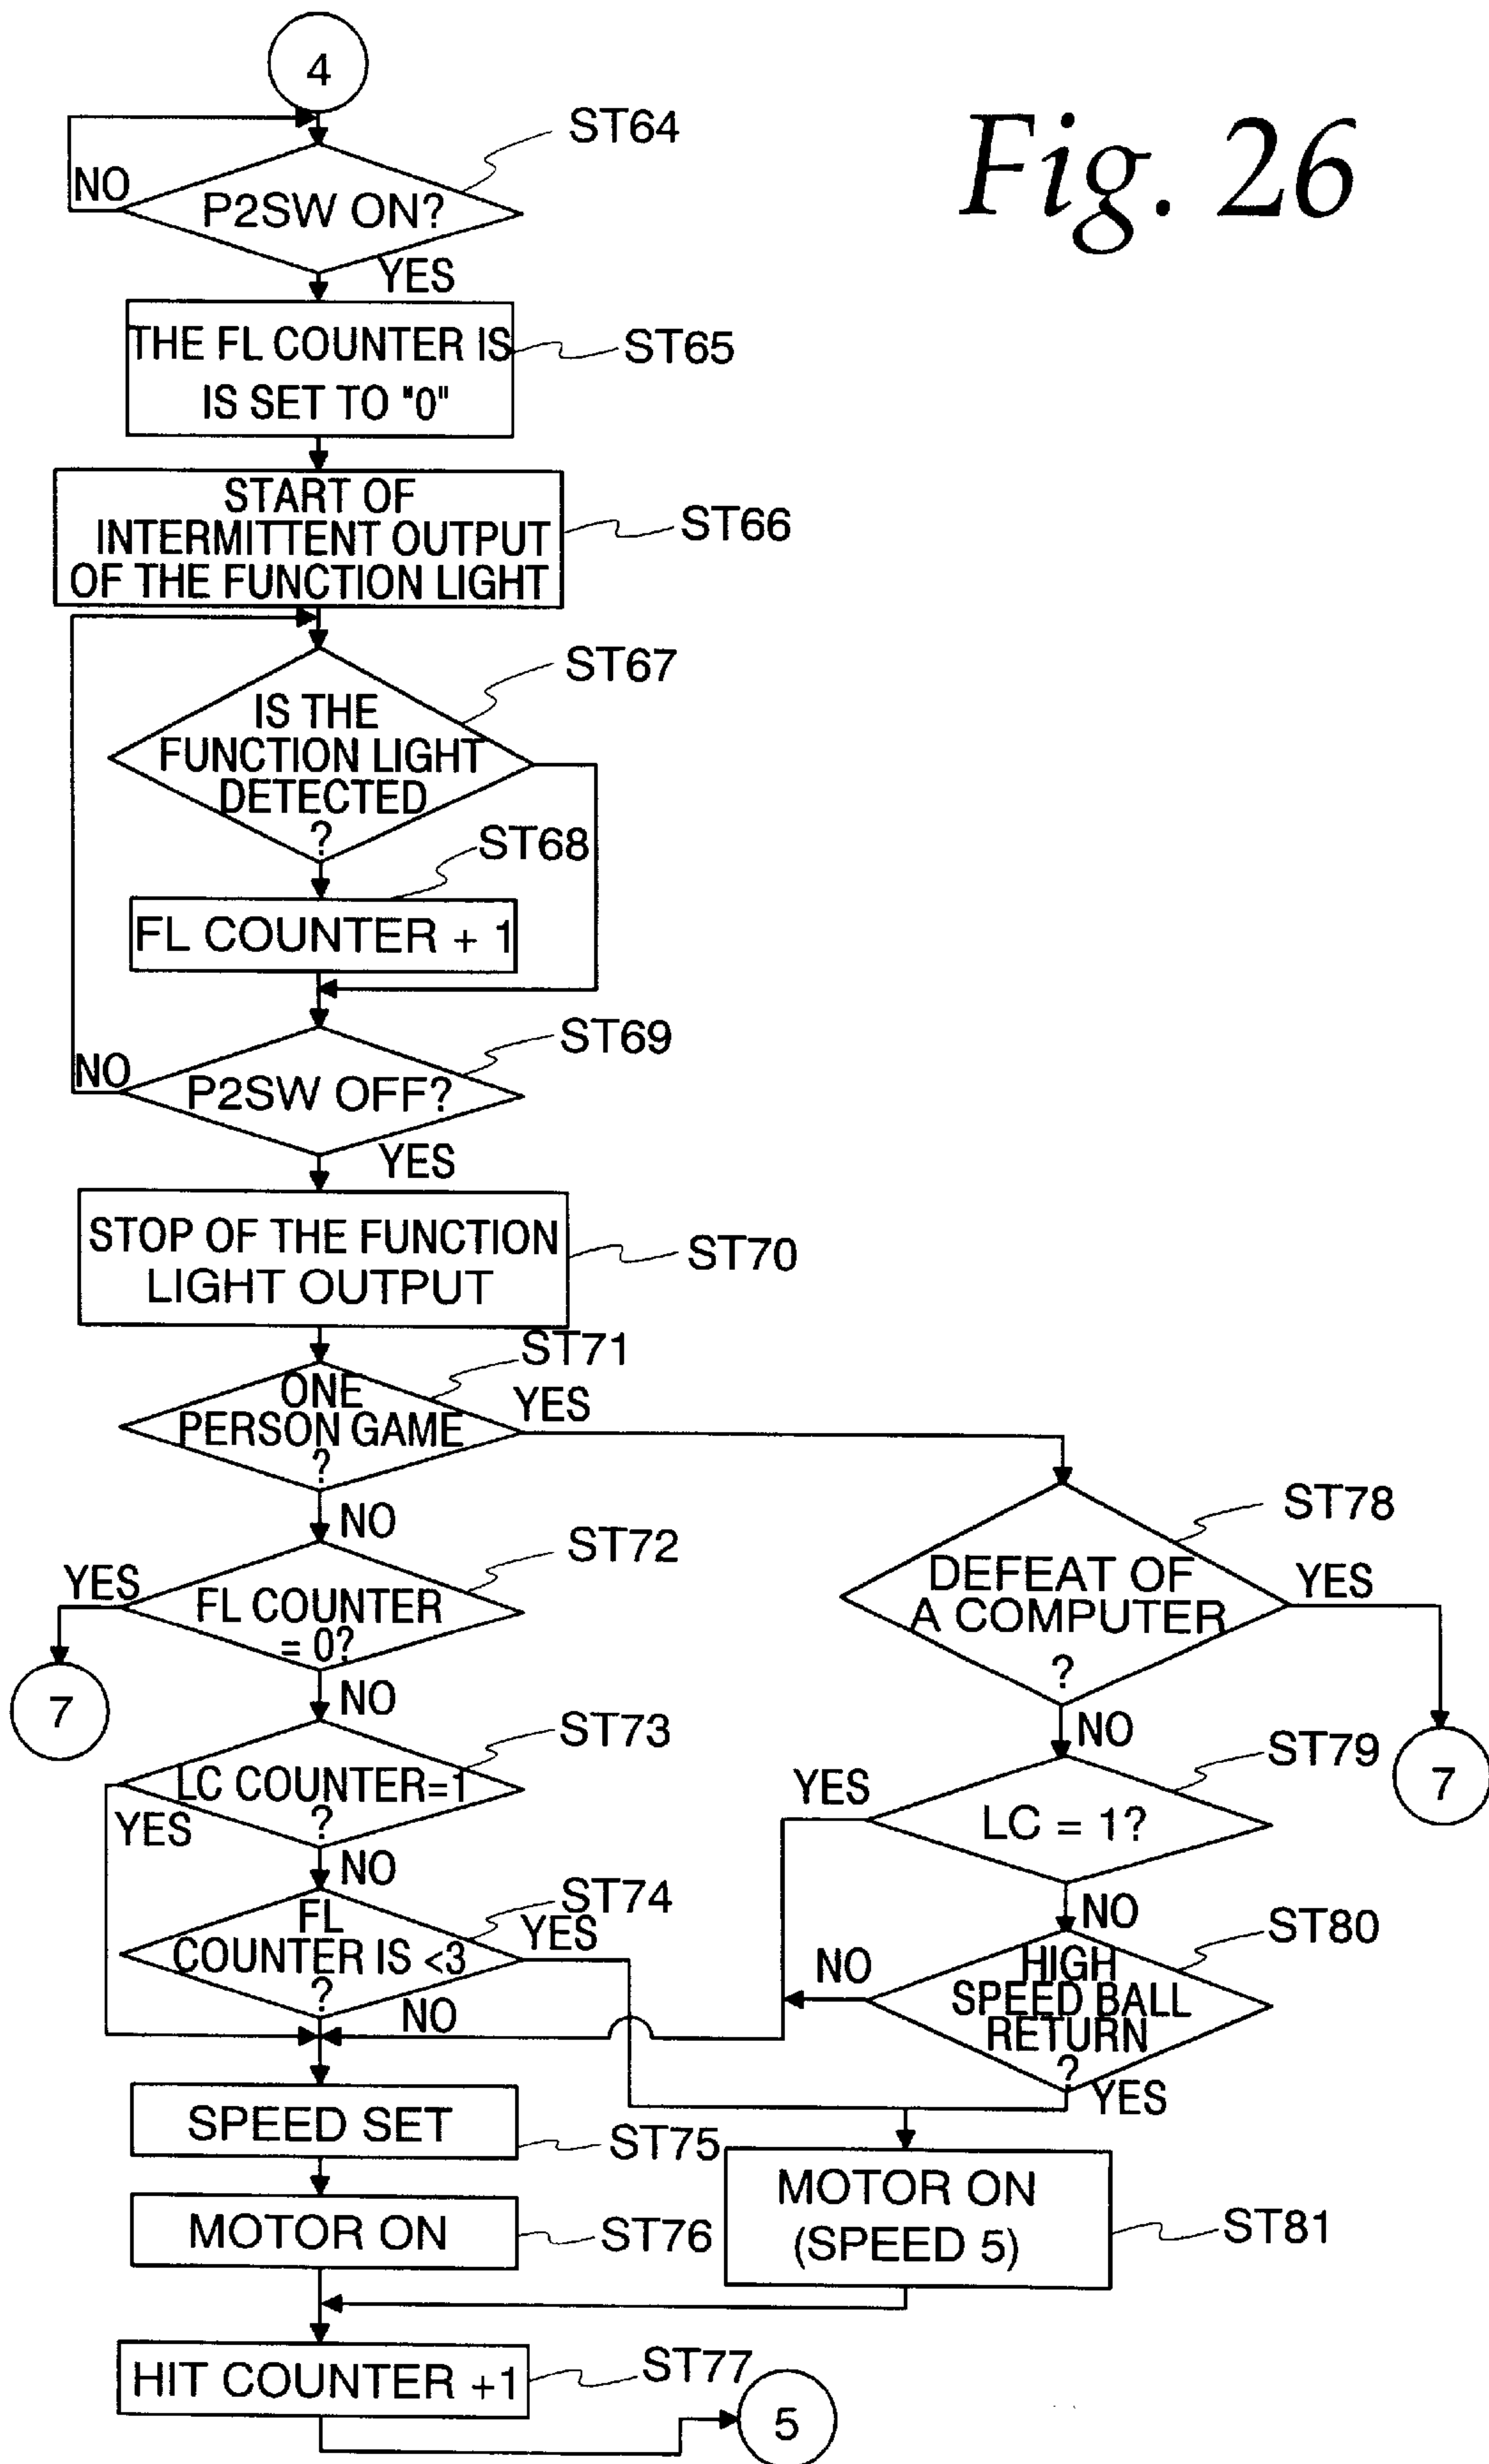 Fig. 26
4
ST64
NO
P2SW ON?
YES
THE FL COUNTER IS
IS SET TO "0"
ST65
START OF
INTERMITTENT OUTPUT
OF THE FUNCTION LIGHT
ST66
ST67
IS THE
FUNCTION LIGHT
DETECTED
?
ST68
FL COUNTER + 1
ST69
NO
P2SW OFF?
YES
STOP OF THE FUNCTION
LIGHT OUTPUT
ST70
ST71
ONE
PERSON GAME
?
YES
NO
ST72
YES
FL COUNTER
= 0?
7
NO
ST73
LC COUNTER=1
?
YES
NO
ST74
FL
COUNTER IS <3
?
YES
NO
ST78
DEFEAT OF
A COMPUTER
?
YES
7
NO
ST79
YES
LC = 1?
NO
ST80
NO
HIGH
SPEED BALL
RETURN
?
YES
SPEED SET
ST75
MOTOR ON
ST76
MOTOR ON
(SPEED 5)
ST81
HIT COUNTER +1
ST77
5